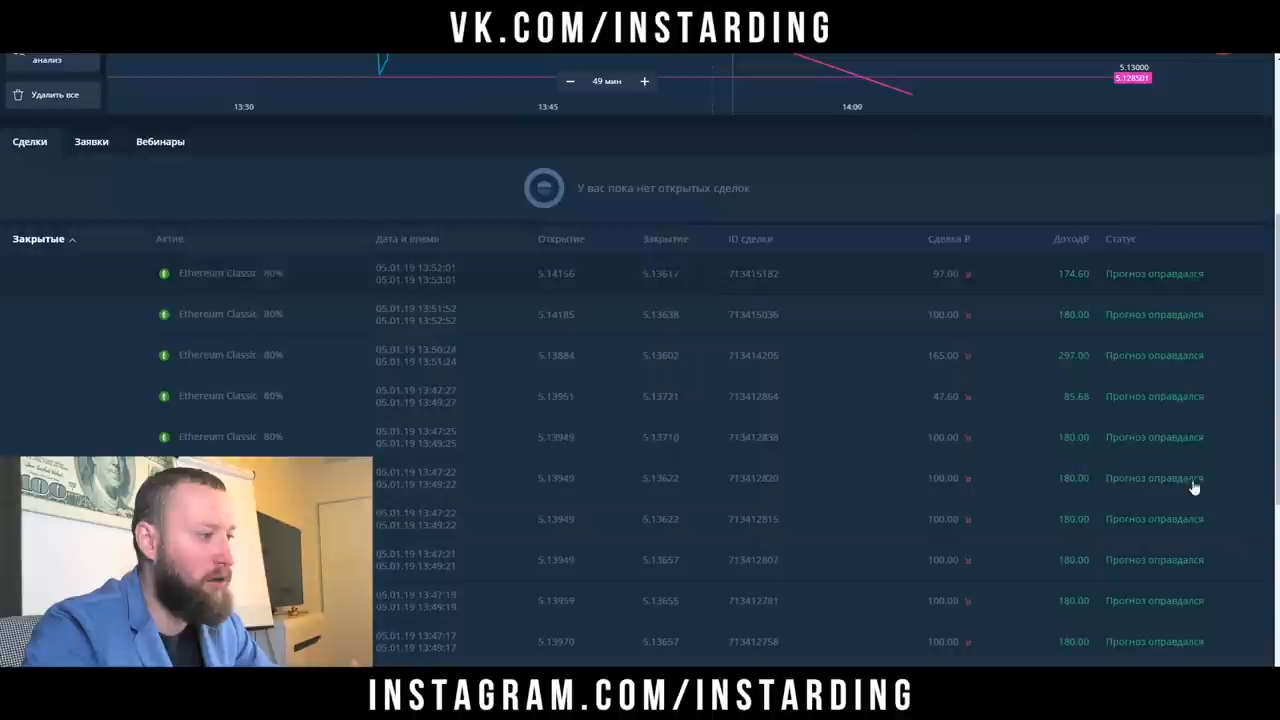 VK.COM/INSTARDING
анализ
Удалить все
49 мин
5.13000
5.128501
13:30 13:45 14:00
Сделки Заявки Вебинары
У вас пока нет открытых сделок
Закрытые Актив Дата и время Открытие Закрытие ID сделки Сделка ₽ Доход₽ Статус
Ethereum Classic 80% 05.01.19 13:52:01 05.01.19 13:53:01 5.14156 5.13617 713415182 97.00 174.60 Прогноз оправдался
Ethereum Classic 80% 05.01.19 13:51:52 05.01.19 13:52:52 5.14185 5.13638 713415036 100.00 180.00 Прогноз оправдался
Ethereum Classic 80% 05.01.19 13:50:24 05.01.19 13:51:24 5.13884 5.13602 713414205 165.00 297.00 Прогноз оправдался
Ethereum Classic 80% 05.01.19 13:47:27 05.01.19 13:49:27 5.13951 5.13721 713412864 47.60 85.68 Прогноз оправдался
Ethereum Classic 80% 05.01.19 13:47:25 05.01.19 13:49:25 5.13949 5.13710 713412838 100.00 180.00 Прогноз оправдался
05.01.19 13:47:22 05.01.19 13:49:22 5.13949 5.13622 713412820 100.00 180.00 Прогноз оправдался
05.01.19 13:47:22 05.01.19 13:49:22 5.13949 5.13622 713412815 100.00 180.00 Прогноз оправдался
05.01.19 13:47:21 05.01.19 13:49:21 5.13949 5.13657 713412807 100.00 180.00 Прогноз оправдался
05.01.19 13:47:19 05.01.19 13:49:19 5.13959 5.13655 713412781 100.00 180.00 Прогноз оправдался
05.01.19 13:47:17 05.01.19 13:49:17 5.13970 5.13657 713412758 100.00 180.00 Прогноз оправдался
100
INSTAGRAM.COM/INSTARDING